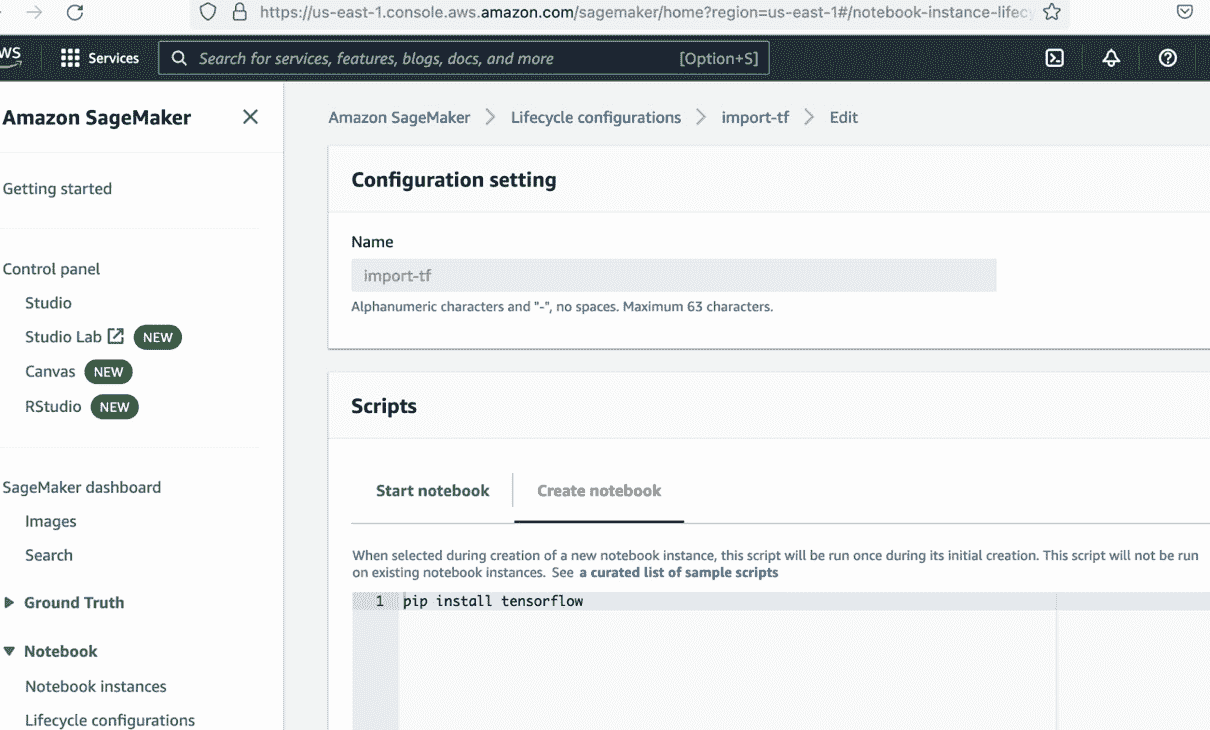 https://us-east-1.console.aws.amazon.com/sagemaker/home?region=us-east-1#/notebook-instance-lifecy
WS
Services
Search for services, features, blogs, docs, and more
[Option+S]
Amazon SageMaker
Getting started
Control panel
Studio
Studio Lab NEW
Canvas NEW
RStudio NEW
SageMaker dashboard
Images
Search
Ground Truth
Notebook
Notebook instances
Lifecycle configurations
Amazon SageMaker > Lifecycle configurations > import-tf > Edit
Configuration setting
Name
import-tf
Alphanumeric characters and "-", no spaces. Maximum 63 characters.
Scripts
Start notebook
Create notebook
When selected during creation of a new notebook instance, this script will be run once during its initial creation. This script will not be run
on existing notebook instances. See a curated list of sample scripts
1 pip install tensorflow